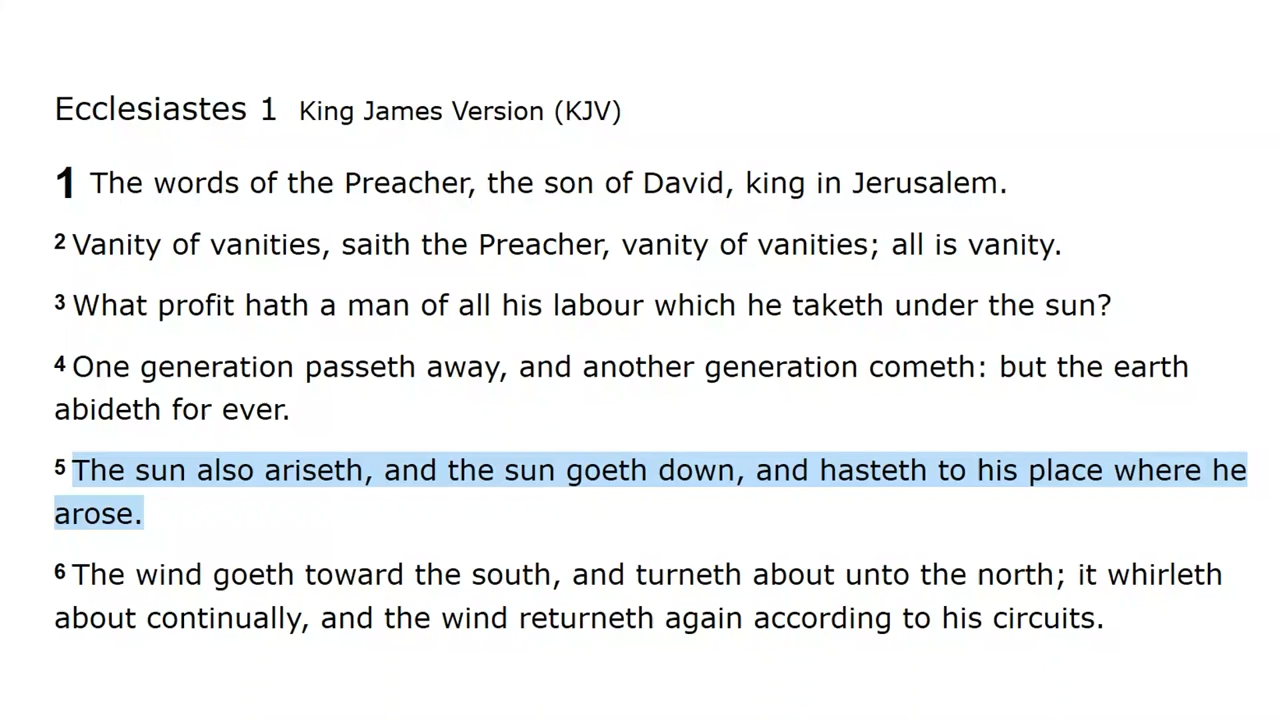 Ecclesiastes 1 King James Version (KJV)
1 The words of the Preacher, the son of David, king in Jerusalem.
2 Vanity of vanities, saith the Preacher, vanity of vanities; all is vanity.
3 What profit hath a man of all his labour which he taketh under the sun?
4 One generation passeth away, and another generation cometh: but the earth
abideth for ever.
5 The sun also ariseth, and the sun goeth down, and hasteth to his place where he
arose.
6 The wind goeth toward the south, and turneth about unto the north; it whirleth
about continually, and the wind returneth again according to his circuits.